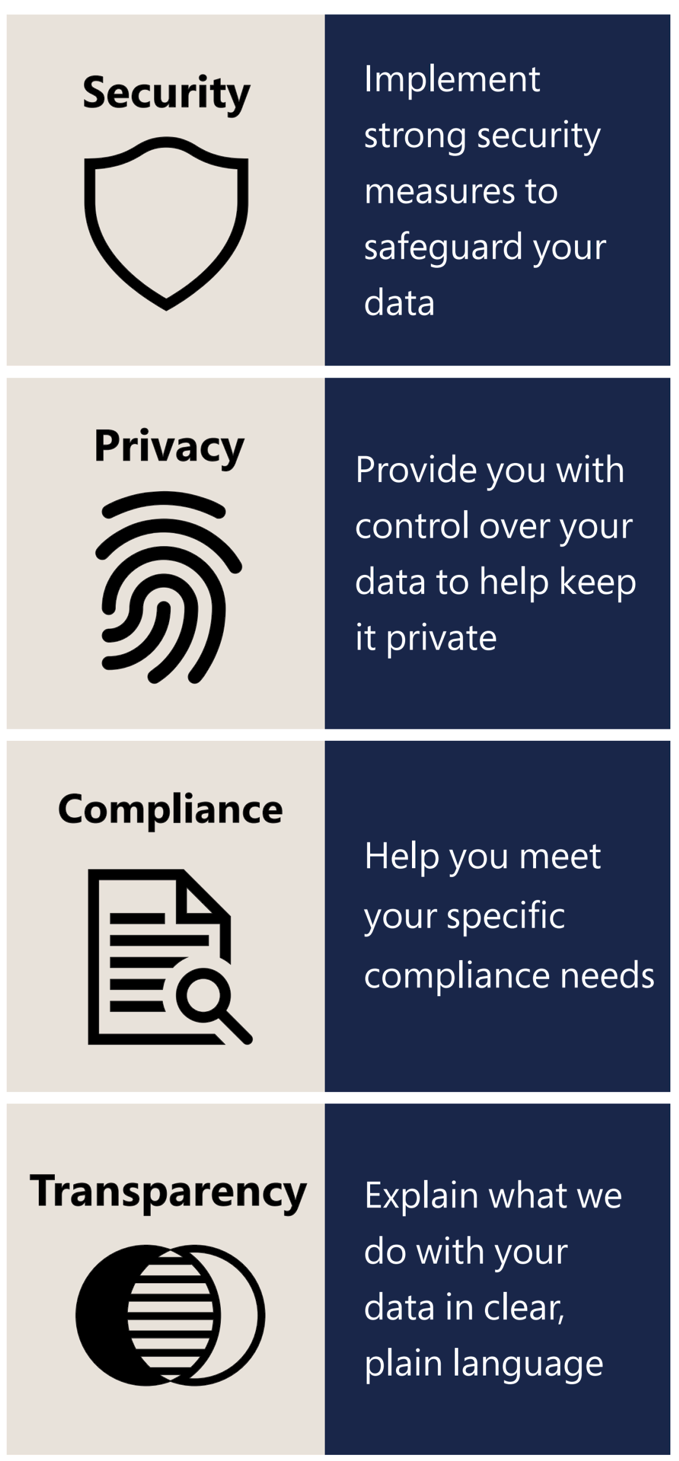 Security
Implement
strong security
measures to
safeguard your
data
Privacy
Provide you with
control over your
data to help keep
it private
Compliance
Help you meet
your specific
compliance needs
Transparency
Explain what we
do with your
data in clear,
plain language